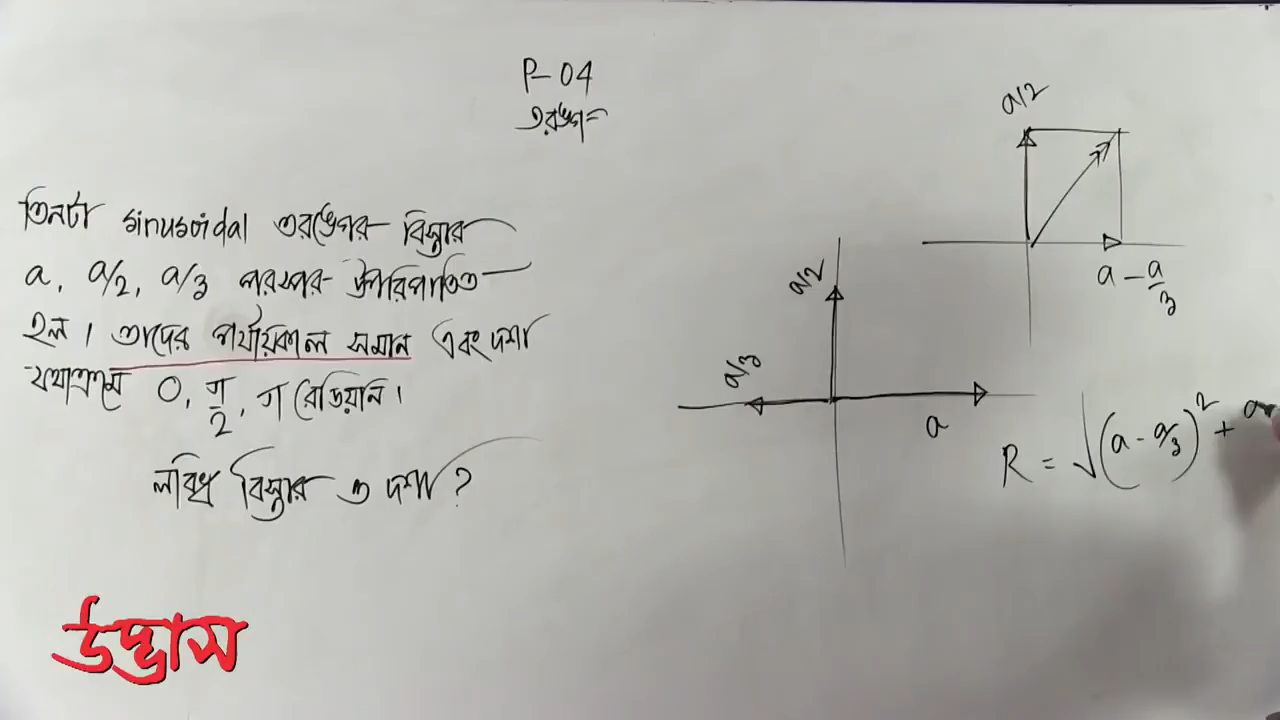 P-04
তরঙ্গ
তিনটা sinusoidal তরঙ্গের বিস্তার
a, a/2, a/3 পরস্পর উপরিপাতিত
হল। তাদের পর্যায়কাল সমান এবং দশা
যথাক্রমে 0, π/2, π রেডিয়ান।
লব্ধি বিস্তার ও দশা?
a/2
a - a/3
a/2
a/3
a
R = √(a - a/3)² + a
উদ্ভাস